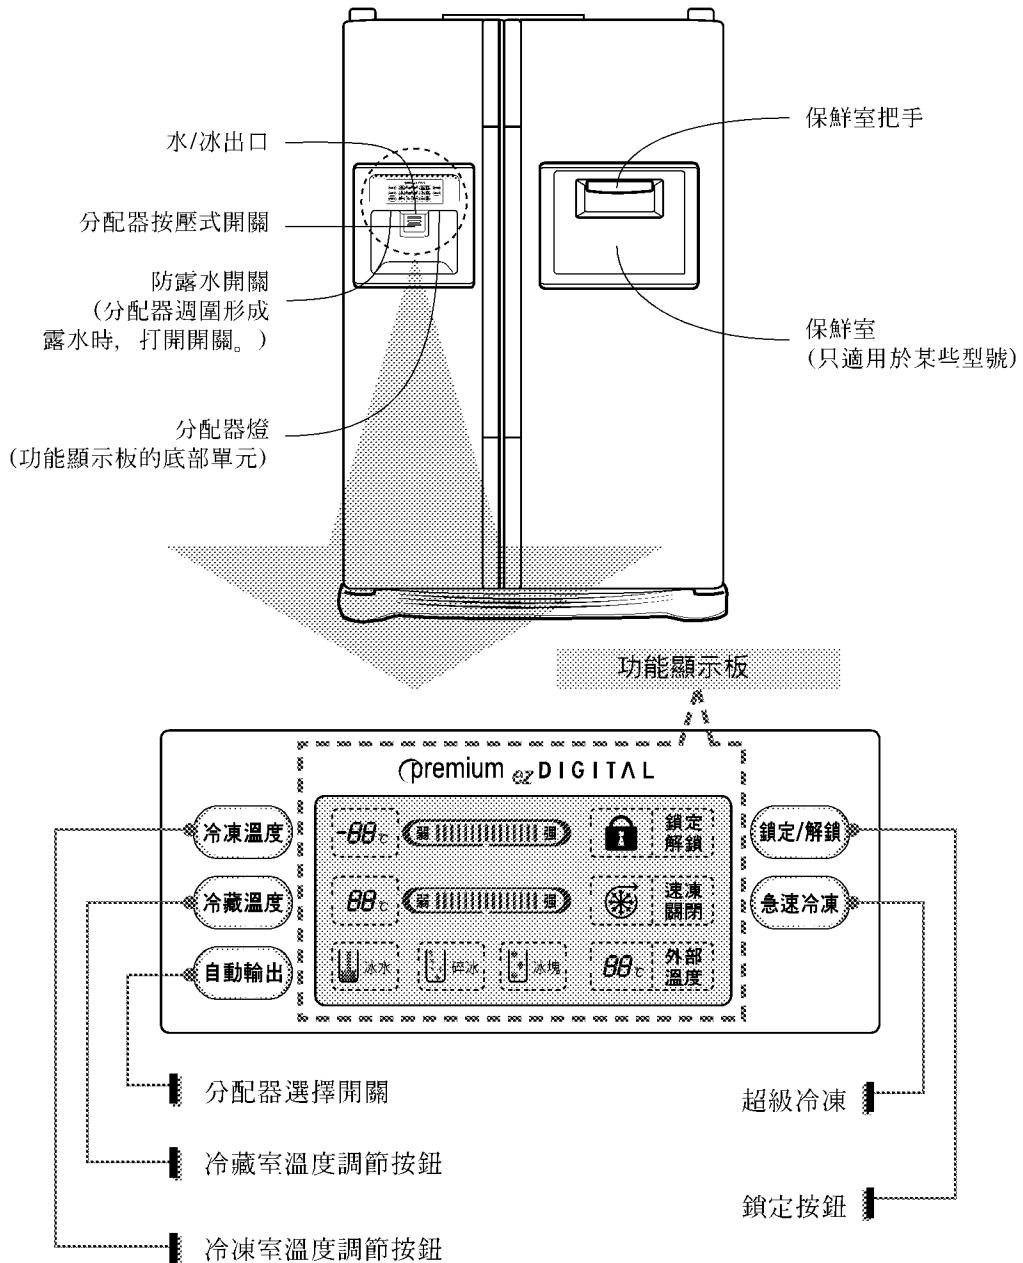 水/冰出口
保鮮室把手
分配器按壓式開關
防露水開關
(分配器週圍形成
露水時，打開開關。)
保鮮室
(只適用於某些型號)
分配器燈
(功能顯示板的底部單元)
功能顯示板
premium ez DIGITAL
冷凍溫度
-88℃
弱
強
鎖定
解鎖
鎖定/解鎖
冷藏溫度
88℃
弱
強
速凍
關閉
急速冷凍
自動輸出
冰水
碎冰
冰塊
88℃
外部
溫度
分配器選擇開關
超級冷凍
冷藏室溫度調節按鈕
鎖定按鈕
冷凍室溫度調節按鈕